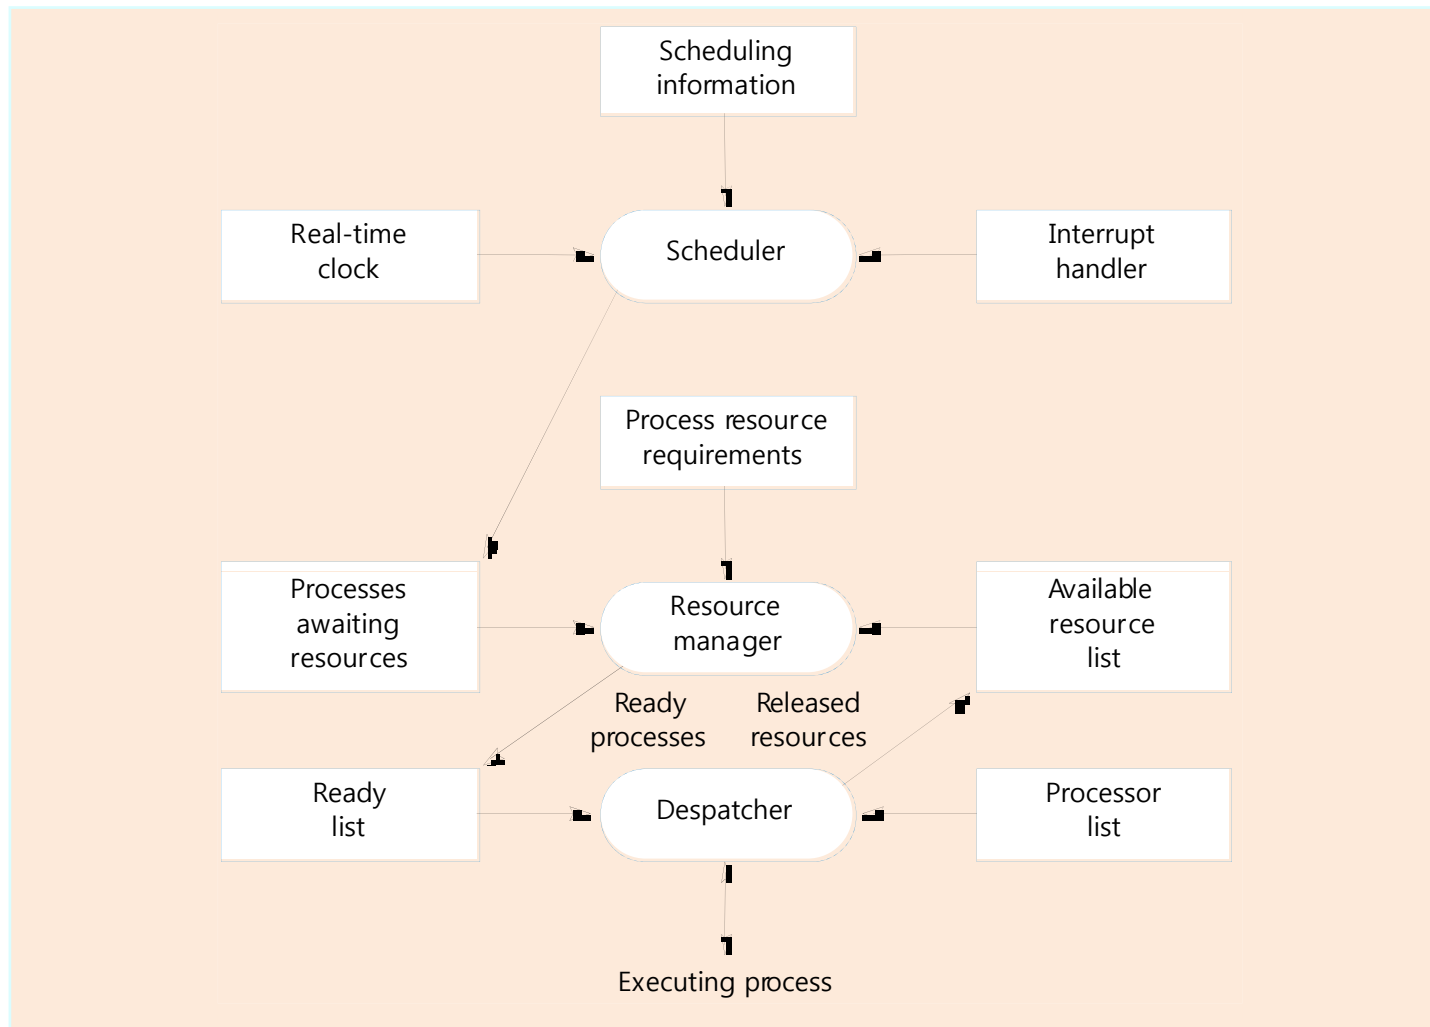 Scheduling
information
Real-time
clock
Scheduler
Interrupt
handler
Process resource
requirements
Processes
awaiting
resources
Resource
manager
Available
resource
list
Ready
processes
Released
resources
Ready
list
Despatcher
Processor
list
Executing process